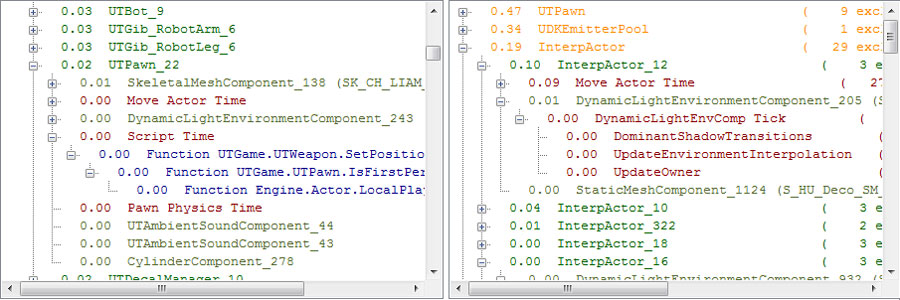 0.03 UTBot_9
0.03 UTGib_RobotArm_6
0.03 UTGib_RobotLeg_6
0.02 UTPawn_22
0.01 SkeletalMeshComponent_138 (SK_CH_LIAM_
0.00 Move Actor Time
0.00 DynamicLightEnvironmentComponent_243
0.00 Script Time
0.00 Function UTGame.UTWeapon.SetPositio
0.00 Function UTGame.UTPawn.IsFirstPer
0.00 Function Engine.Actor.LocalPla
0.00 Pawn Physics Time
0.00 UTAmbientSoundComponent_44
0.00 UTAmbientSoundComponent_43
0.00 CylinderComponent_278
0.02 UTDecalManager_10
0.47 UTPawn ( 9 exc
0.34 UDKEmitterPool ( 1 exc
0.19 InterpActor ( 29 exc
0.10 InterpActor_12 ( 3 e
0.09 Move Actor Time ( 27
0.01 DynamicLightEnvironmentComponent_205 (S
0.00 DynamicLightEnvComp Tick (
0.00 DominantShadowTransitions (
0.00 UpdateEnvironmentInterpolation (
0.00 UpdateOwner (
0.00 StaticMeshComponent_1124 (S_HU_Deco_SM_
0.04 InterpActor_10 ( 3 e
0.01 InterpActor_322 ( 2 e
0.00 InterpActor_18 ( 3 e
0.00 InterpActor_16 ( 3 e
0.00 DynamicLightEnvironmentComponent_932 (S